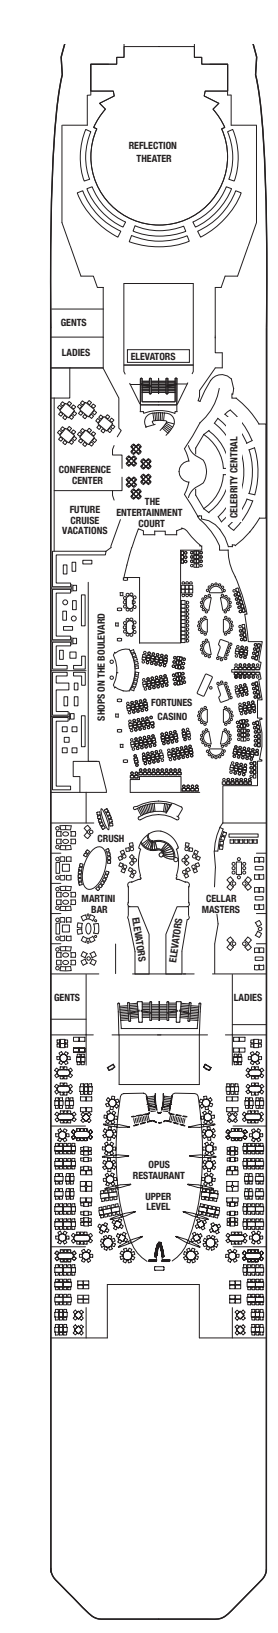 REFLECTION
THEATER
GENTS
LADIES
ELEVATORS
CELEBRITY CENTRAL
CONFERENCE
CENTER
THE
ENTERTAINMENT
COURT
FUTURE
CRUISE
VACATIONS
SHOPS ON THE BOULEVARD
FORTUNES
CASINO
CRUSH
MARTINI
BAR
CELLAR
MASTERS
ELEVATORS
ELEVATORS
GENTS
LADIES
OPUS
RESTAURANT
UPPER
LEVEL